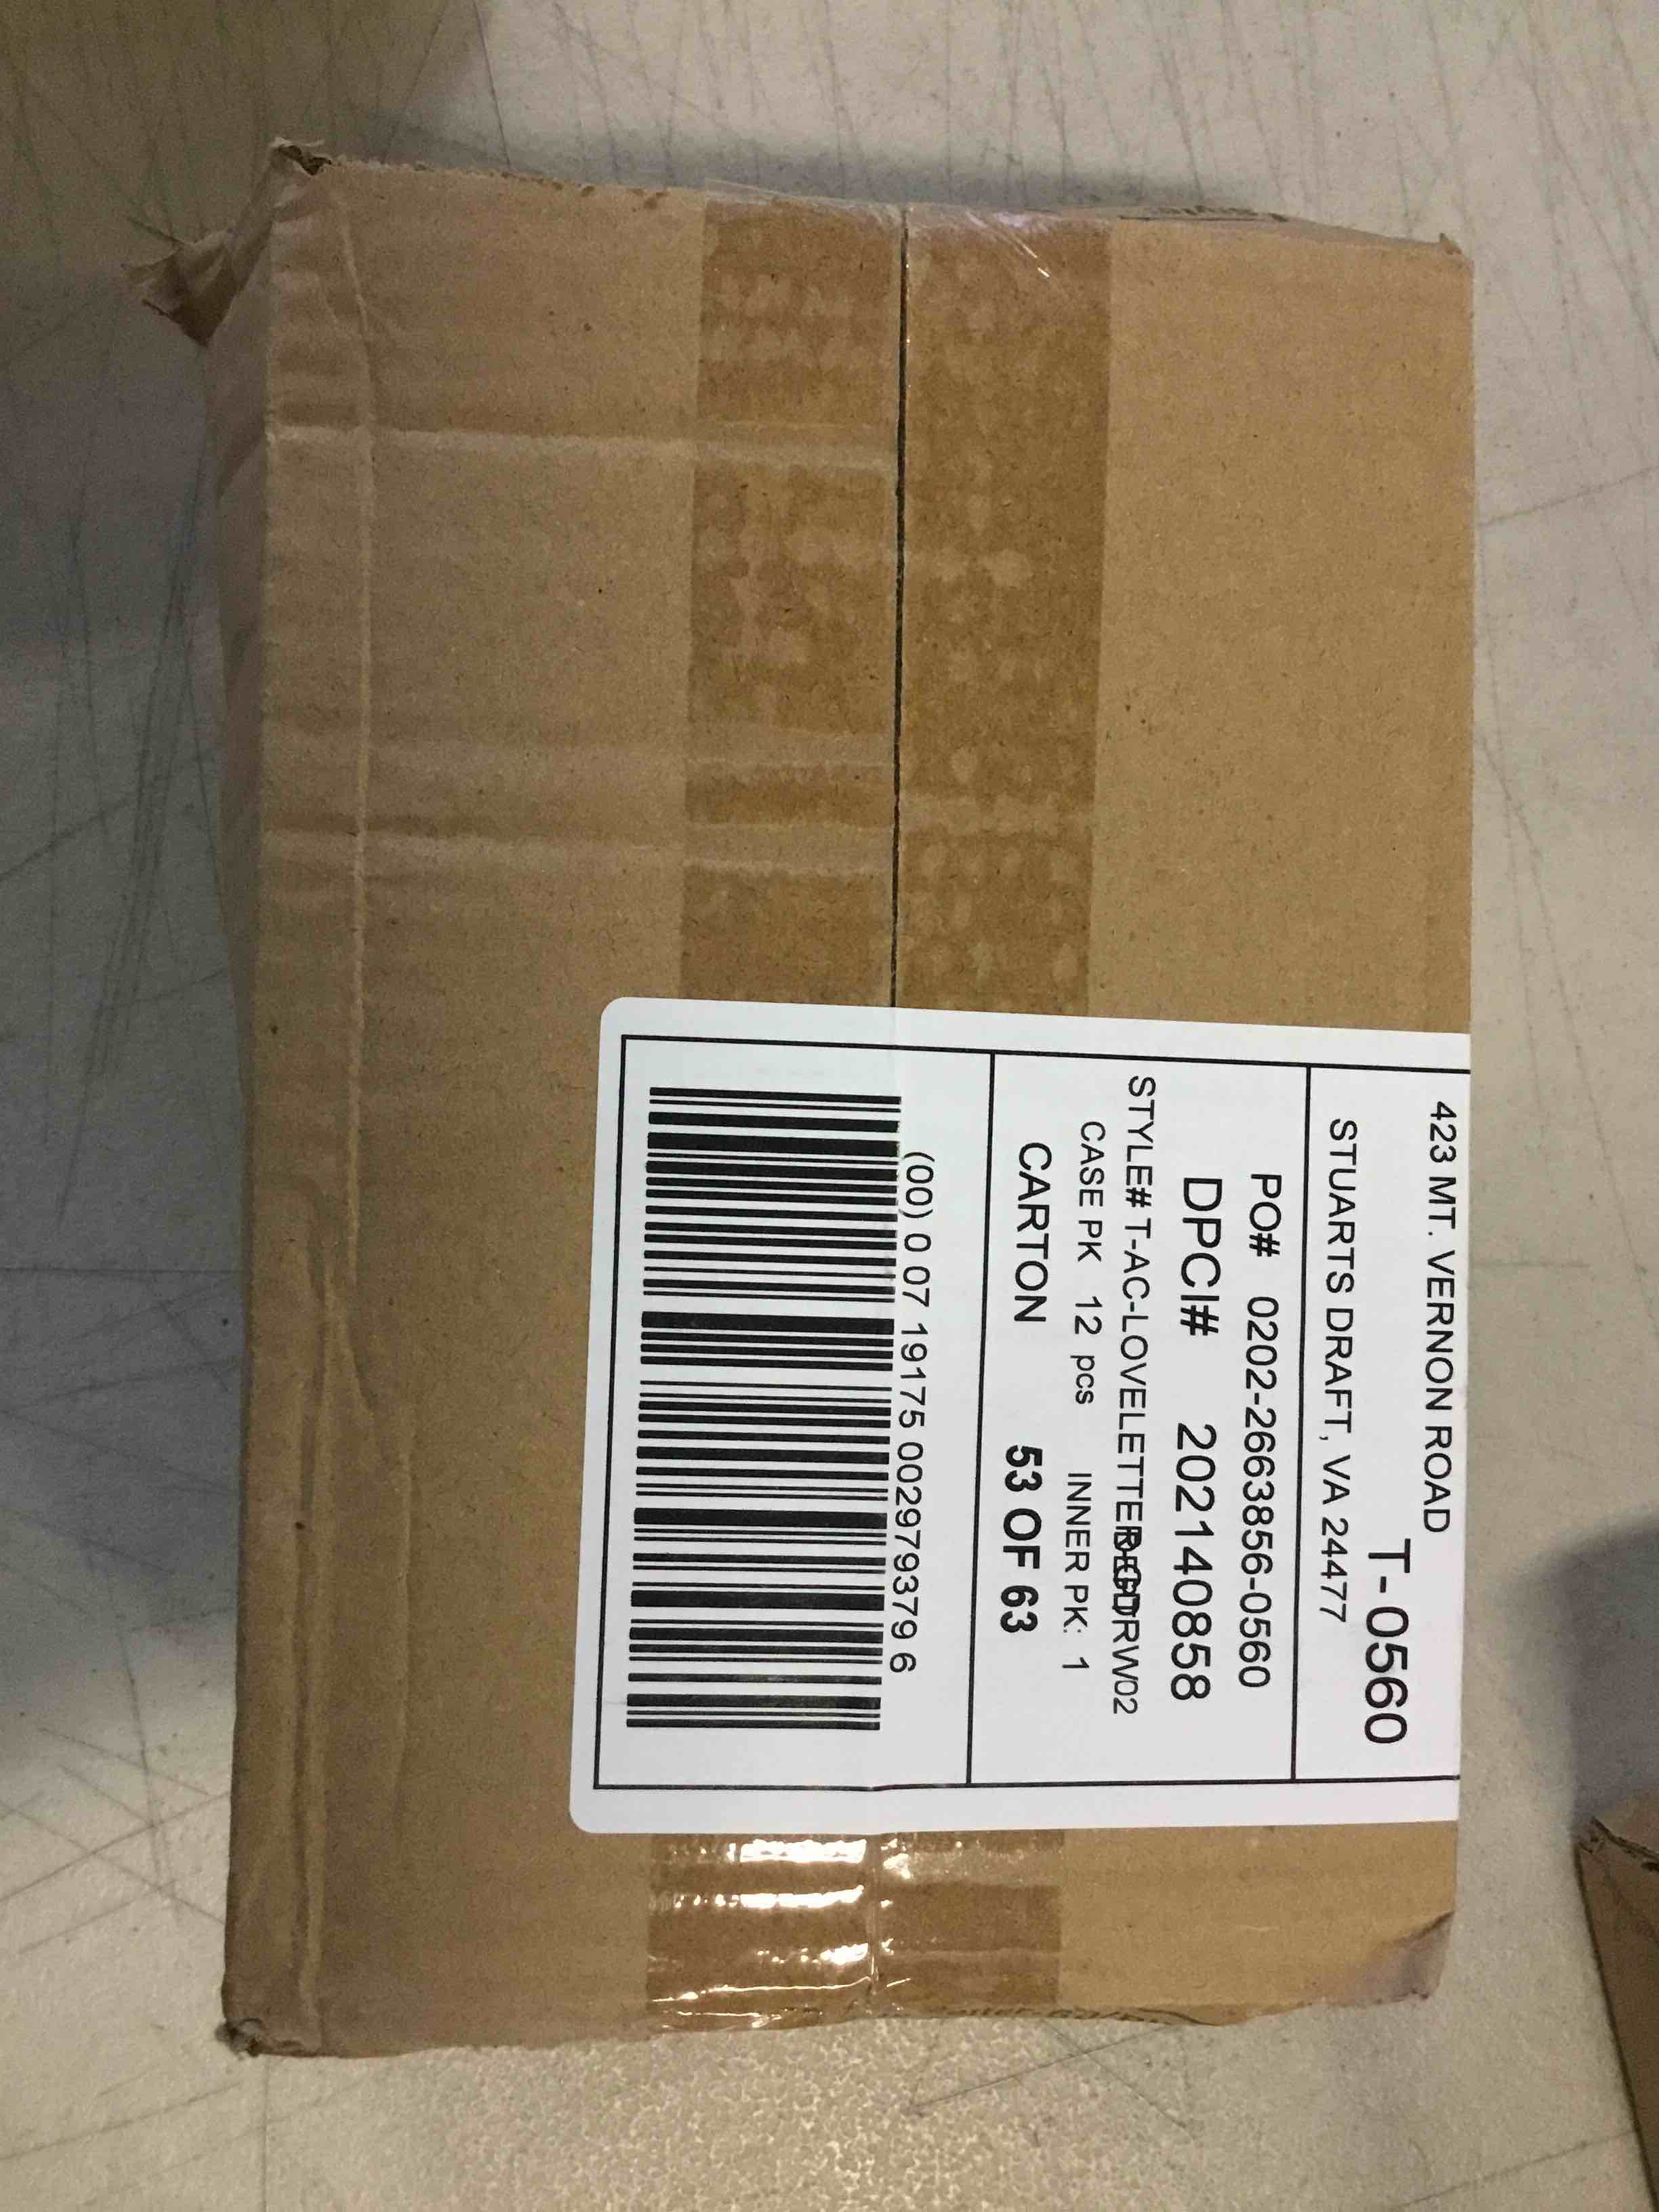 423 MT. VERNON ROAD
T-0560
STUARTS DRAFT, VA 24477
PO# 0202-2663856-0560
DPCI# 202140858
CASE PK 12 pcs INNER PK: 1
CARTON 53 OF 63
(00) 0 07 19175 002979379 6